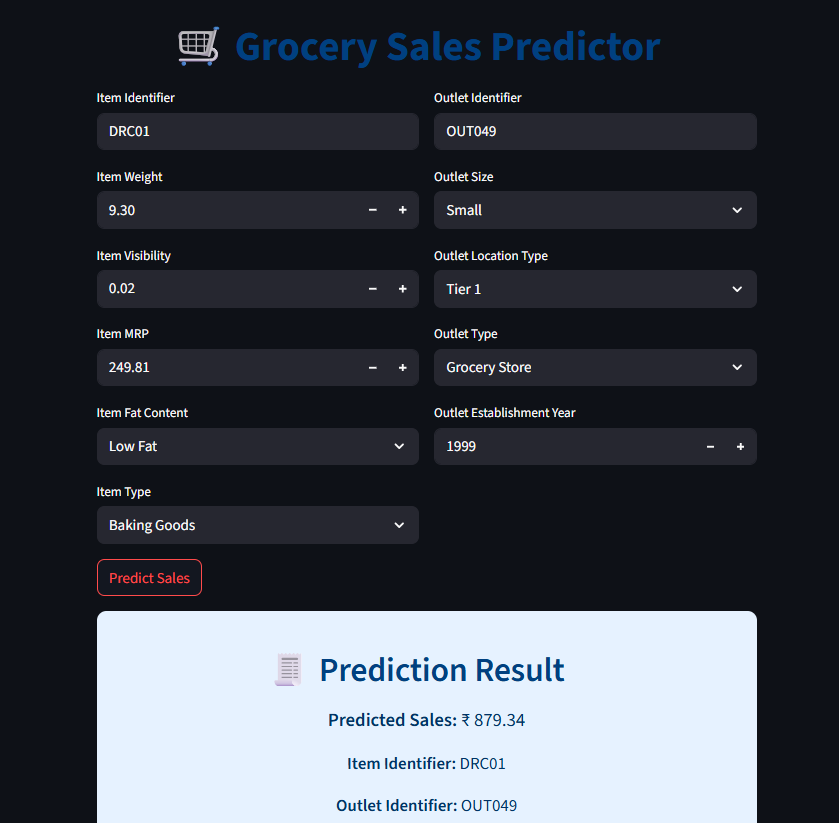 Grocery Sales Predictor
Item Identifier
DRC01
Item Weight
9.30
Item Visibility
0.02
Item MRP
249.81
Item Fat Content
Low Fat
Item Type
Baking Goods
Outlet Identifier
OUT049
Outlet Size
Small
Outlet Location Type
Tier 1
Outlet Type
Grocery Store
Outlet Establishment Year
1999
Predict Sales
Prediction Result
Predicted Sales: ₹ 879.34
Item Identifier: DRC01
Outlet Identifier: OUT049